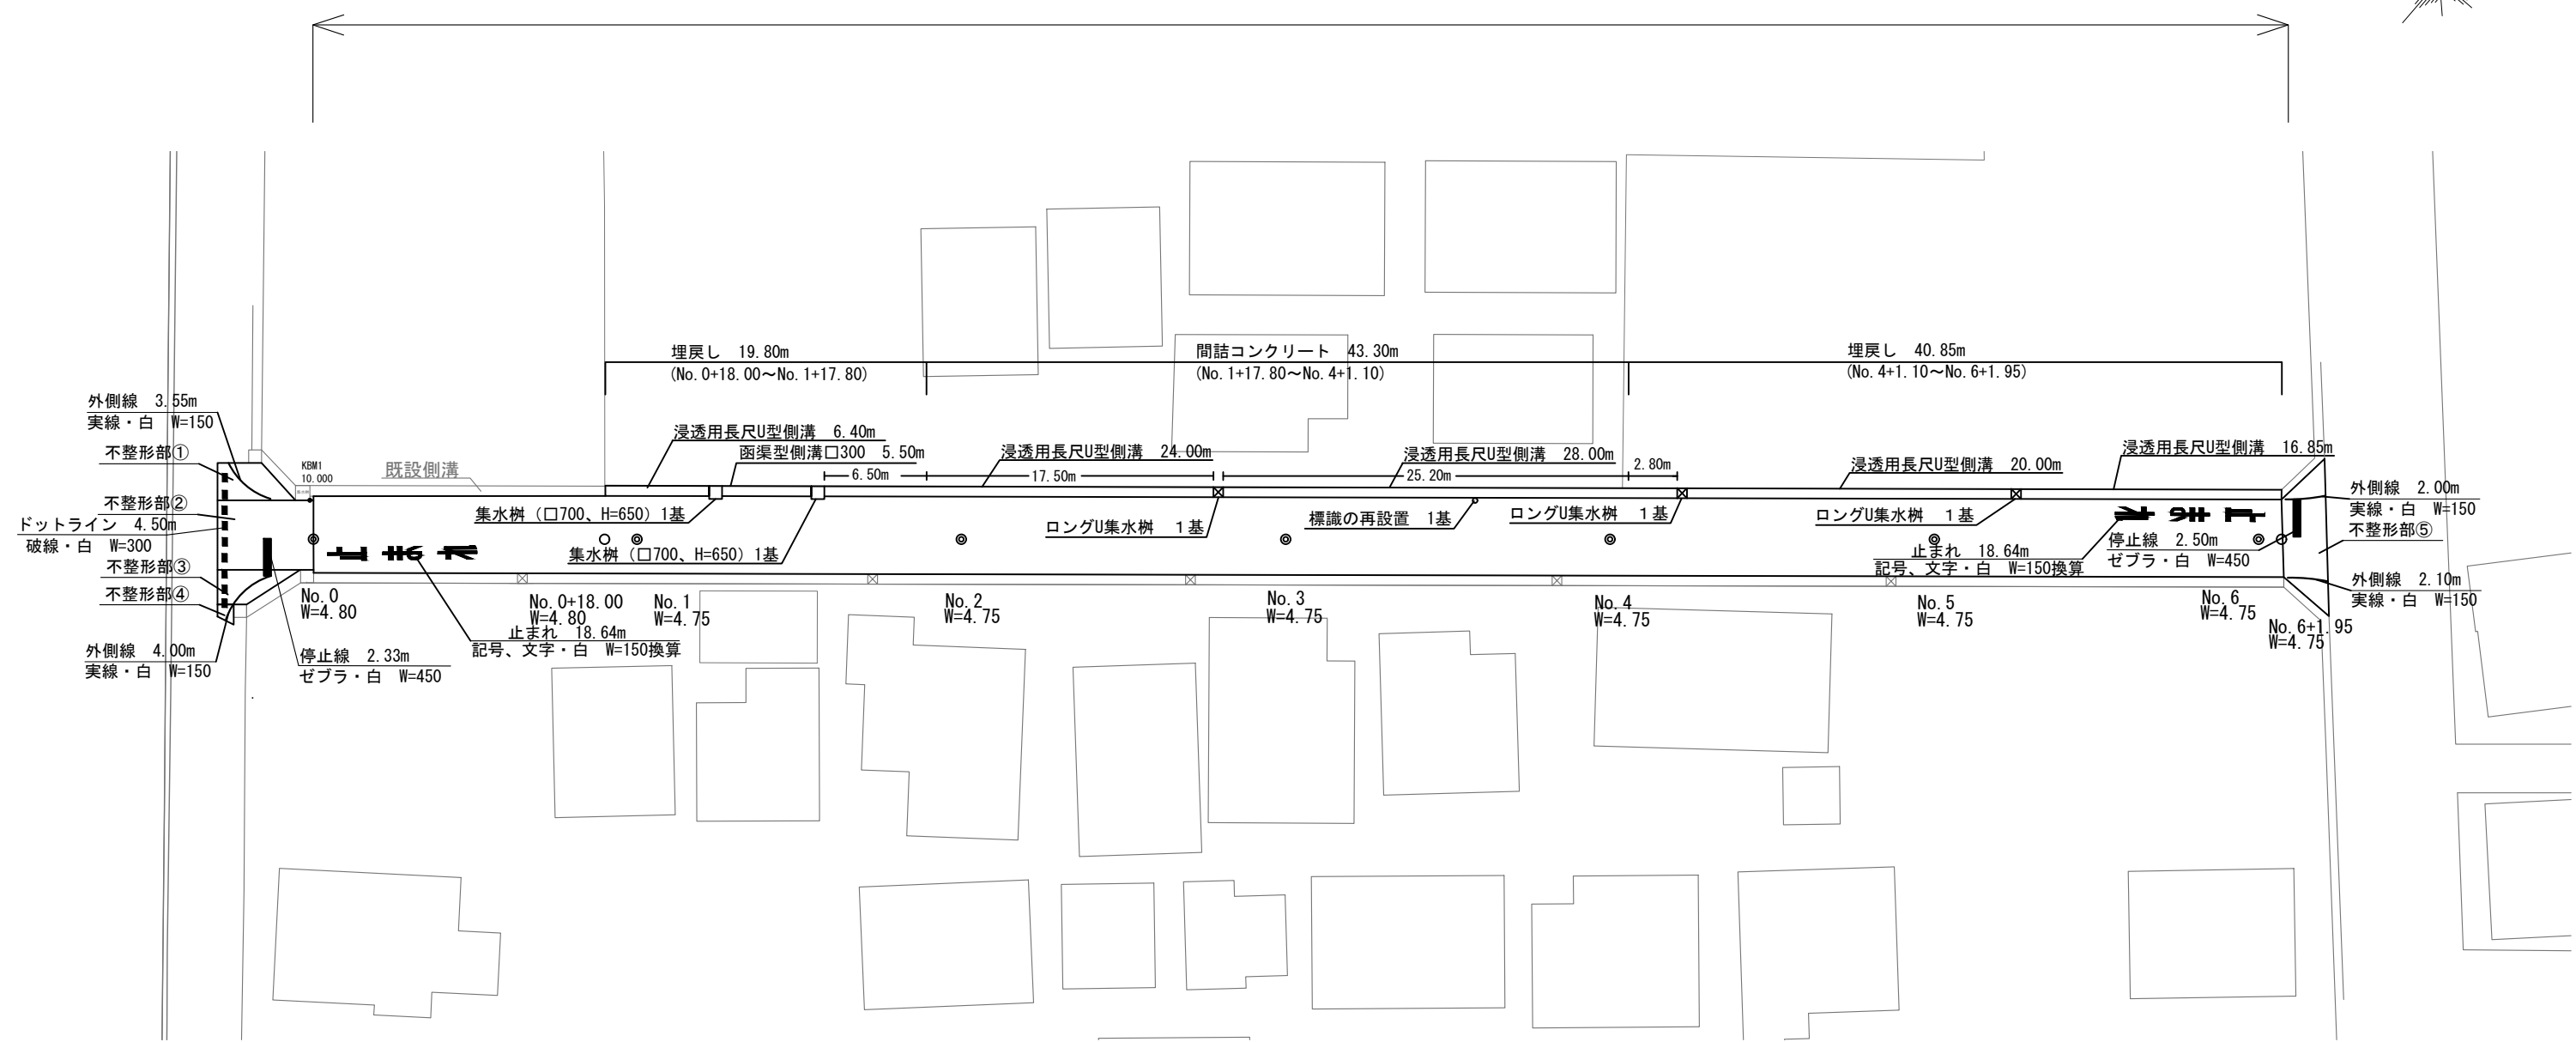 埋戻し　19.80m
(No.0+18.00～No.1+17.80)
間詰コンクリート　43.30m
(No.1+17.80～No.4+1.10)
埋戻し　40.85m
(No.4+1.10～No.6+1.95)
外側線　3.55m
実線・白　W=150
不整形部①
不整形部②
ドットライン　4.50m
破線・白　W=300
不整形部③
不整形部④
外側線　4.00m
実線・白　W=150
KBM1
10.000
既設側溝
浸透用長尺U型側溝　6.40m
函渠型側溝□300　5.50m
浸透用長尺U型側溝　24.00m
浸透用長尺U型側溝　28.00m
浸透用長尺U型側溝　20.00m
浸透用長尺U型側溝　16.85m
6.50m
17.50m
25.20m
2.80m
集水桝（□700、H=650）1基
集水桝（□700、H=650）1基
ロングU集水桝　１基
標識の再設置　1基
ロングU集水桝　１基
ロングU集水桝　１基
止まれ
止まれ
止まれ　18.64m
記号、文字・白　W=150換算
停止線　2.50m
ゼブラ・白　W=450
外側線　2.00m
実線・白　W=150
不整形部⑤
外側線　2.10m
実線・白　W=150
No.0
W=4.80
No.0+18.00
W=4.80
No.1
W=4.75
No.2
W=4.75
No.3
W=4.75
No.4
W=4.75
No.5
W=4.75
No.6
W=4.75
No.6+1.95
W=4.75
止まれ　18.64m
記号、文字・白　W=150換算
停止線　2.33m
ゼブラ・白　W=450